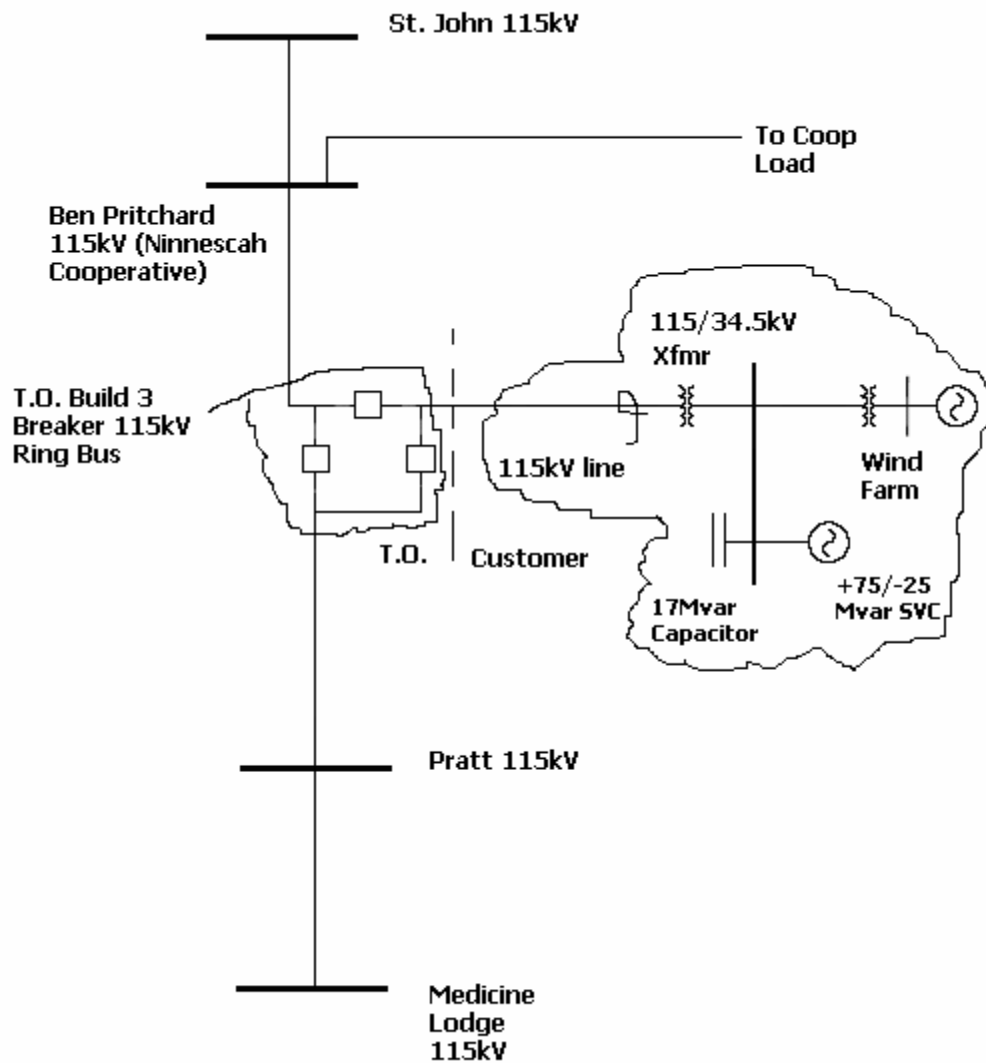 St. John 115kV
To Coop
Load
Ben Pritchard
115kV (Ninnescah
Cooperative)
115/34.5kV
Xfmr
T.O. Build 3
Breaker 115kV
Ring Bus
115kV line
Wind
Farm
T.O.
Customer
17Mvar
Capacitor
+75/-25
Mvar SVC
Pratt 115kV
Medicine
Lodge
115kV